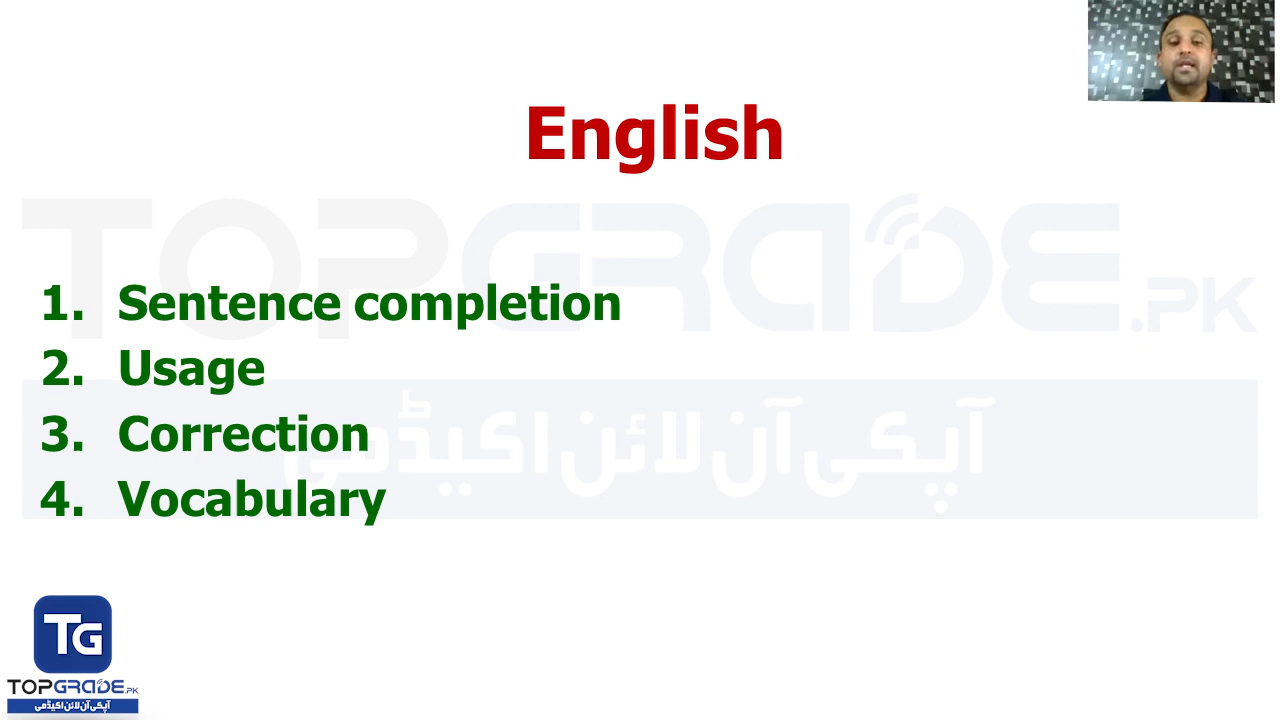 English
TOPGRADE.PK
1. Sentence completion
2. Usage
3. Correction
4. Vocabulary
آپکی آن لائن اکیڈمی
TG
TOPGRADE.PK
آپکی آن لائن اکیڈمی